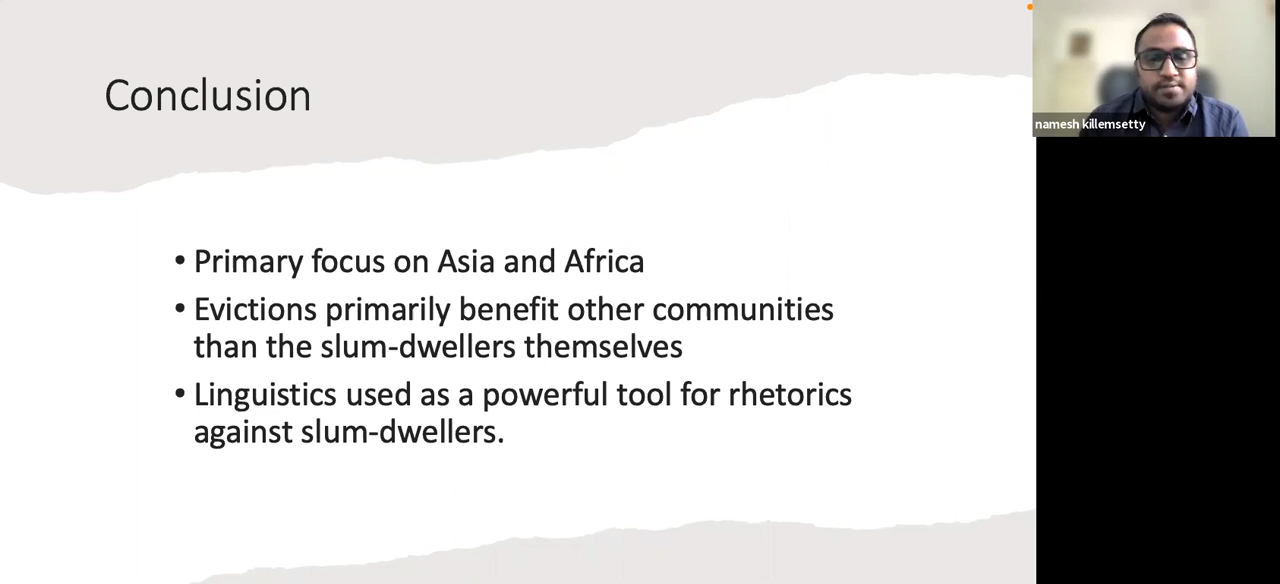 Conclusion
namesh killemsetty
• Primary focus on Asia and Africa
• Evictions primarily benefit other communities
than the slum-dwellers themselves
• Linguistics used as a powerful tool for rhetorics
against slum-dwellers.